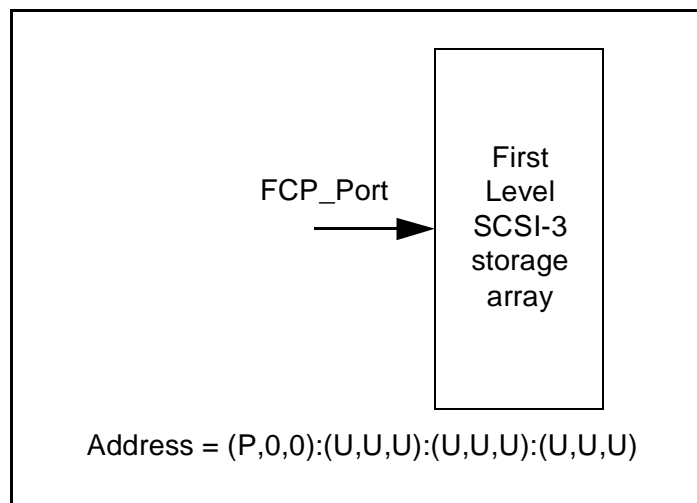 First
Level
SCSI-3
storage
array
FCP_Port
Address = (P,0,0):(U,U,U):(U,U,U):(U,U,U)